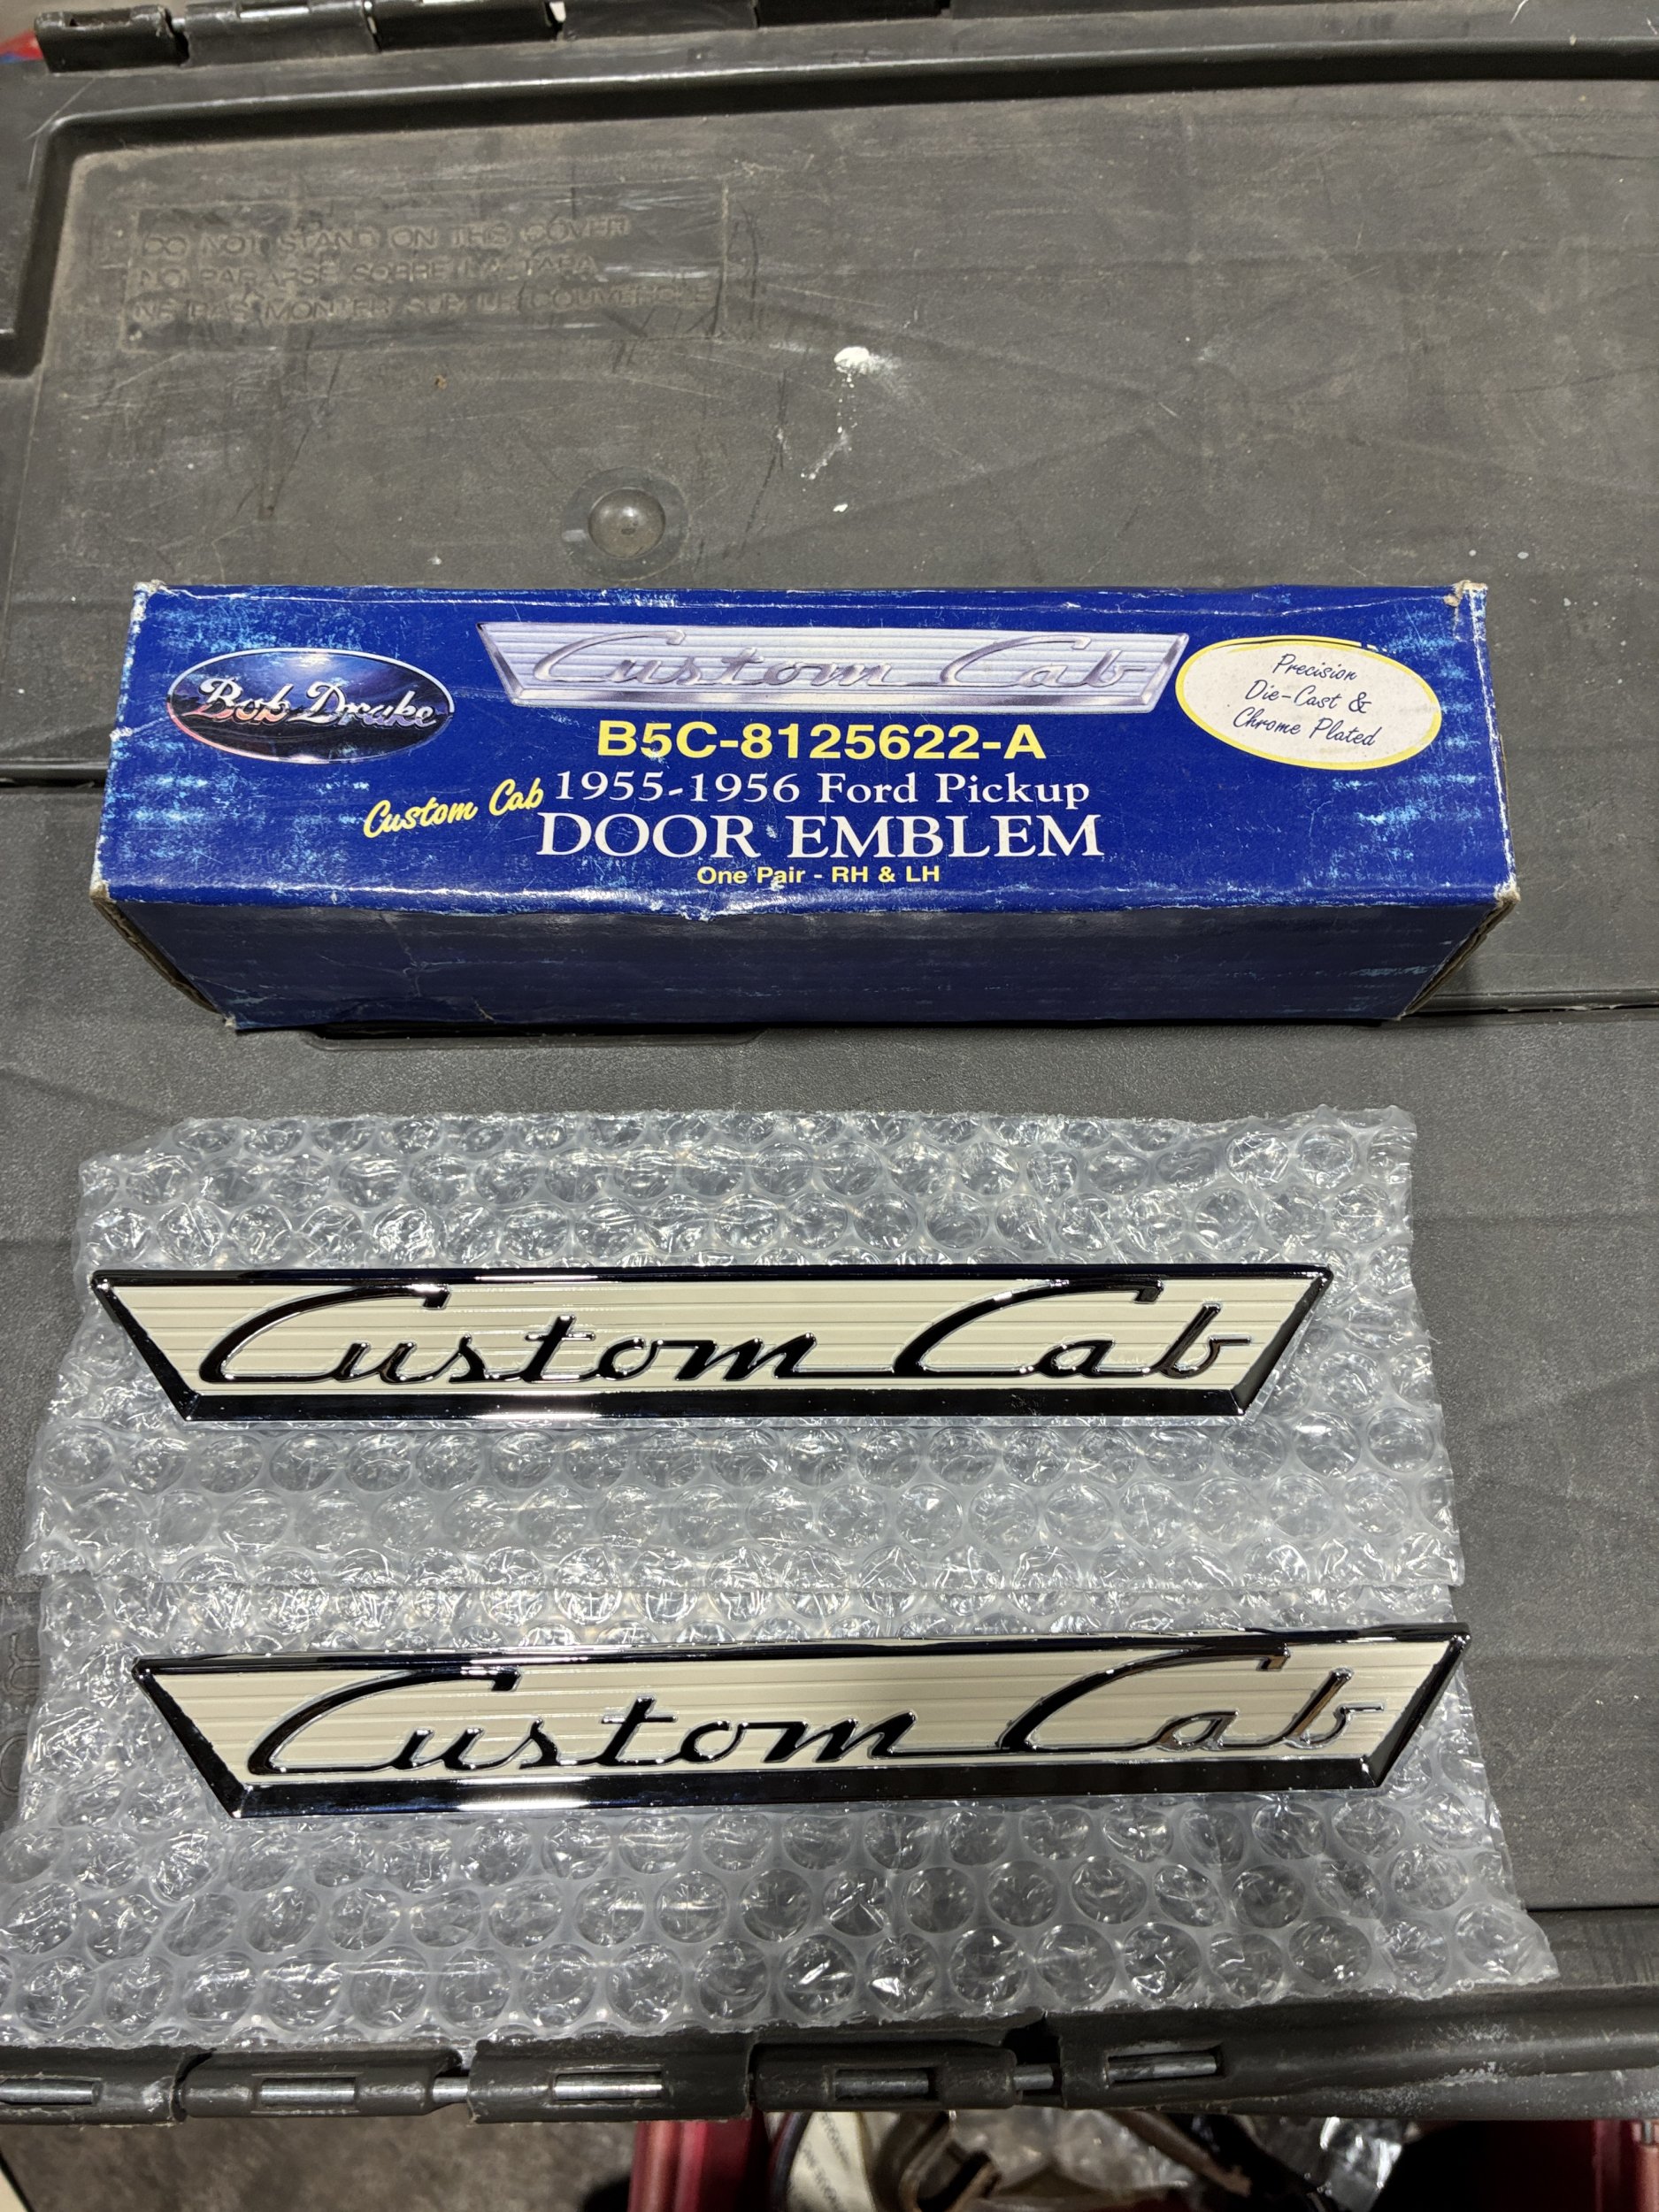 DO NOT STAND ON THIS COVER
NO PARARSE SOBRE LA TAPA
NE PAS MONTER SUR LE COUVERCLE
Custom Cab
Bob Drake
Precision
Die-Cast &
Chrome Plated
B5C-8125622-A
Custom Cab 1955-1956 Ford Pickup
DOOR EMBLEM
One Pair - RH & LH
Custom Cab
Custom Cab